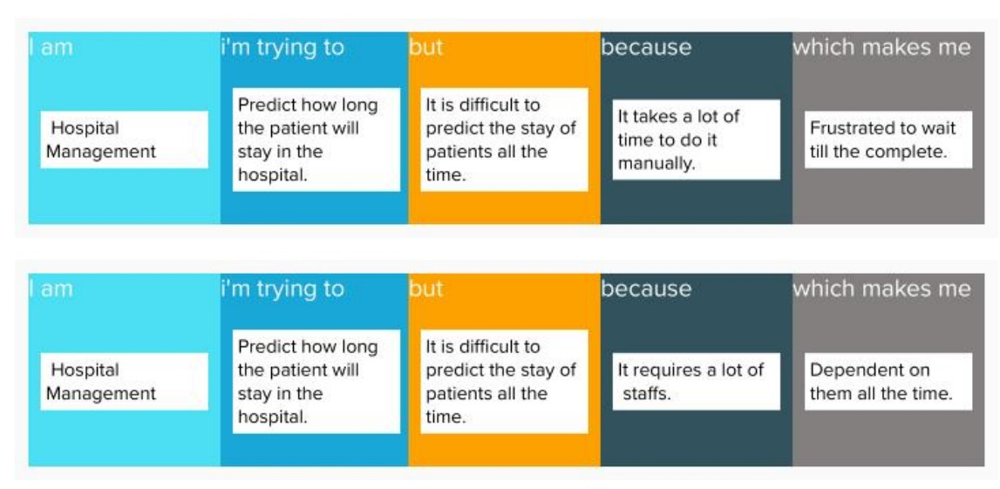 I am
Hospital
Management
i'm trying to
Predict how long
the patient will
stay in the
hospital.
but
It is difficult to
predict the stay of
patients all the
time.
because
It takes a lot of
time to do it
manually.
which makes me
Frustrated to wait
till the complete.
I am
Hospital
Management
i'm trying to
Predict how long
the patient will
stay in the
hospital.
but
It is difficult to
predict the stay of
patients all the
time.
because
It requires a lot of
staffs.
which makes me
Dependent on
them all the time.